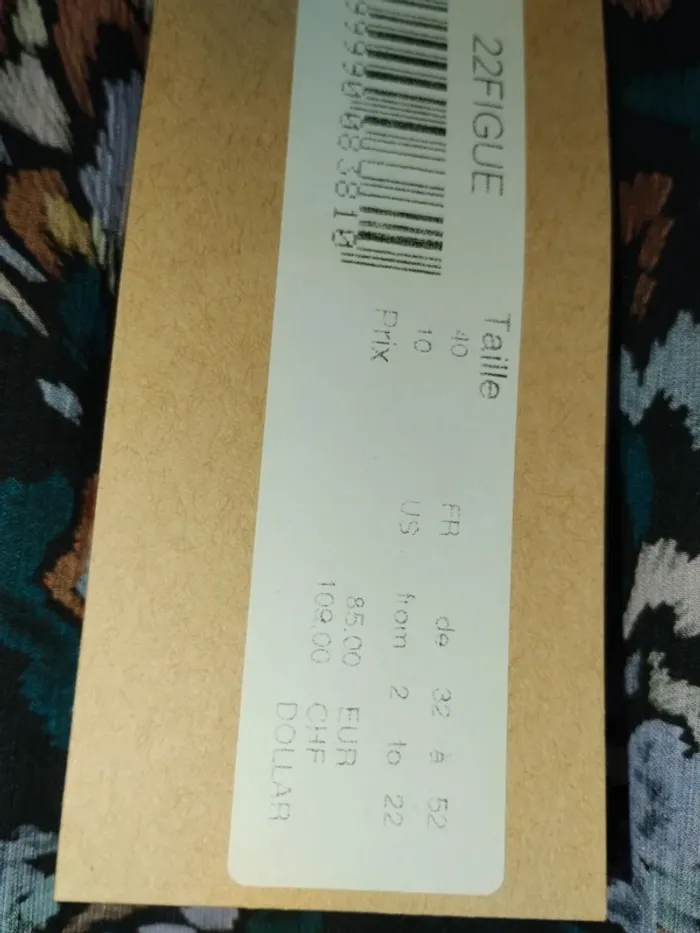 22FIGUE
Taille
40 FR de 32 à 52
10 US from 2 to 22
Prix
85.00 EUR
109.00 CHF
DOLLAR